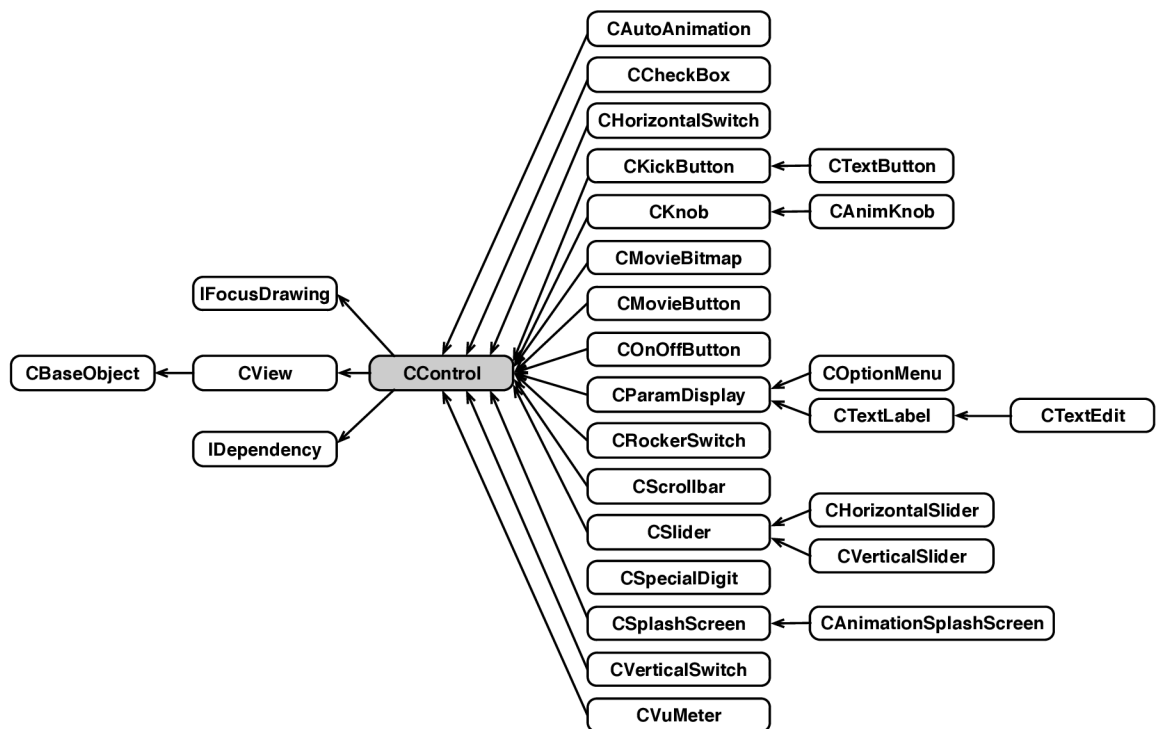 CAutoAnimation
CCheckBox
CHorizontalSwitch
CKickButton CTextButton
CKnob CAnimKnob
CMovieBitmap
IFocusDrawing
CMovieButton
COnOffButton
CBaseObject CView CControl COptionMenu
CParamDisplay
CTextLabel CTextEdit
CRockerSwitch
IDependency
CScrollbar
CHorizontalSlider
CSlider
CVerticalSlider
CSpecialDigit
CSplashScreen CAnimationSplashScreen
CVerticalSwitch
CVuMeter